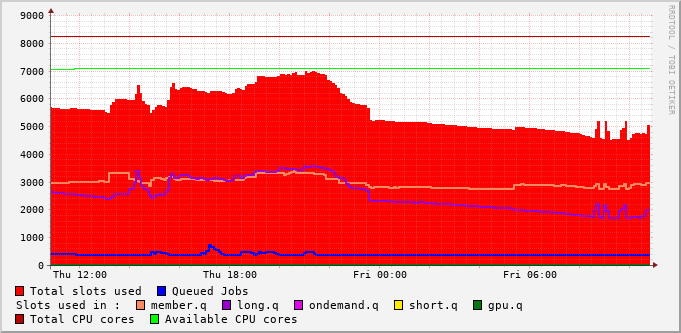 9000
8000
7000
6000
5000
4000
3000
2000
1000
0
Thu 12:00 Thu 18:00 Fri 00:00 Fri 06:00
RRDTOOL / TOBI OETIKER
Total slots used Queued Jobs
Slots used in : member.q long.q ondemand.q short.q gpu.q
Total CPU cores Available CPU cores